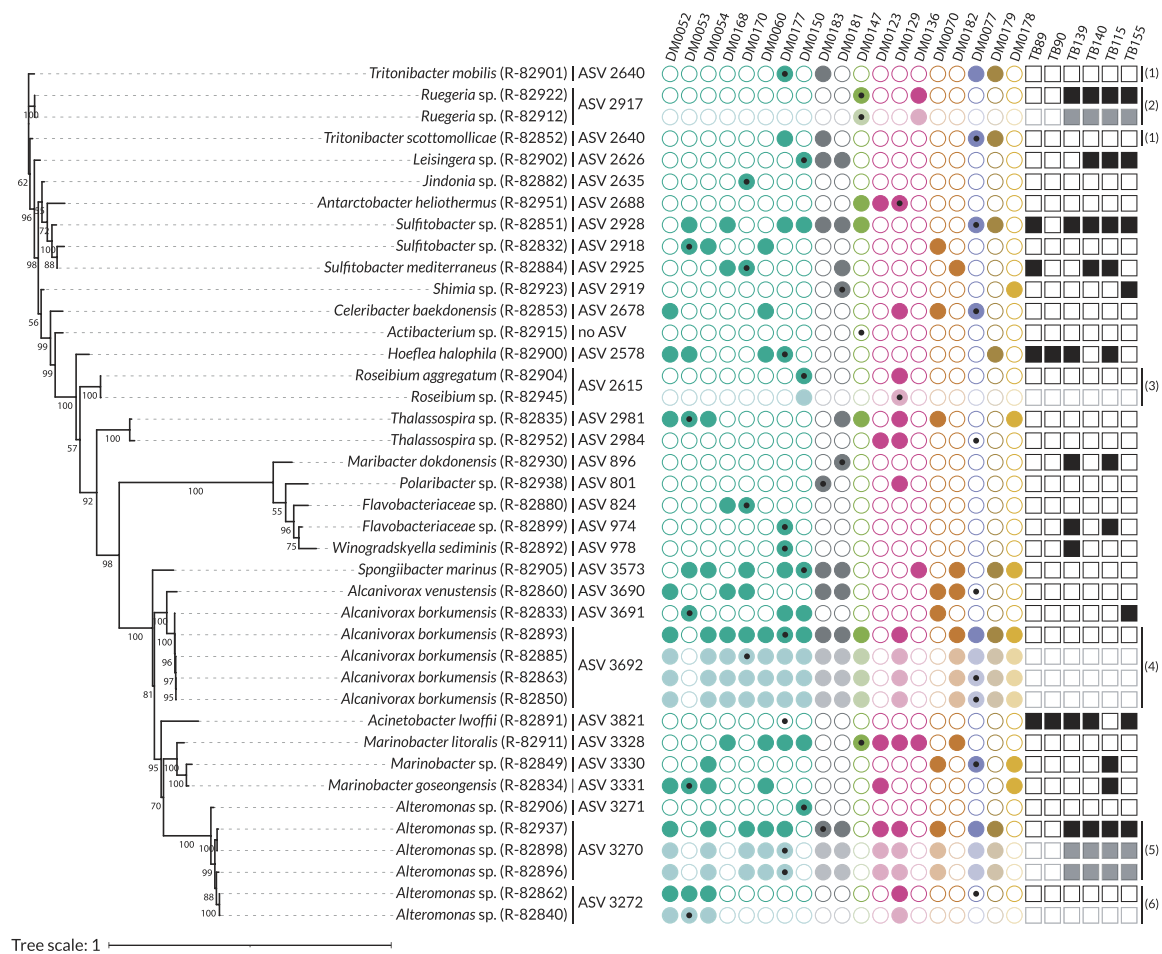 DM0052 DM0053 DM0054 DM0168 DM0170 DM0060 DM0177 DM0150 DM0183 DM0181 DM0147 DM0123 DM0129 DM0136 DM0070 DM0182 DM0077 DM0179 DM0178 TB89 TB90 TB139 TB140 TB115 TB155
Tritonibacter mobilis (R-82901) ASV 2640 (1)
Ruegeria sp. (R-82922)
ASV 2917 (2)
100
Ruegeria sp. (R-82912)
Tritonibacter scottomollicae (R-82852) ASV 2640 (1)
Leisingera sp. (R-82902) ASV 2626
62
Jindonia sp. (R-82882) ASV 2635
Antarctobacter heliothermus (R-82951) ASV 2688
96
Sulfitobacter sp. (R-82851) ASV 2928
72
Sulfitobacter sp. (R-82832) ASV 2918
100
98 88
Sulfitobacter mediterraneus (R-82884) ASV 2925
Shimia sp. (R-82923) ASV 2919
Celeribacter baekdonensis (R-82853) ASV 2678
56
Actibacterium sp. (R-82915) no ASV
99
Hoeflea halophila (R-82900) ASV 2578
99
Roseibium aggregatum (R-82904)
ASV 2615 (3)
Roseibium sp. (R-82945)
100 100
Thalassospira sp. (R-82835) ASV 2981
100
Thalassospira sp. (R-82952) ASV 2984
57
Maribacter dokdonensis (R-82930) ASV 896
Polaribacter sp. (R-82938) ASV 801
100
92
Flavobacteriaceae sp. (R-82880) ASV 824
55
Flavobacteriaceae sp. (R-82899) ASV 974
96
Winogradskyella sediminis (R-82892) ASV 978
75
98
Spongiibacter marinus (R-82905) ASV 3573
Alcanivorax venustensis (R-82860) ASV 3690
Alcanivorax borkumensis (R-82833) ASV 3691
100
Alcanivorax borkumensis (R-82893)
100 100
Alcanivorax borkumensis (R-82885)
96
ASV 3692 (4)
Alcanivorax borkumensis (R-82863)
97
81 95
Alcanivorax borkumensis (R-82850)
Acinetobacter lwoffii (R-82891) ASV 3821
Marinobacter litoralis (R-82911) ASV 3328
95 100
Marinobacter sp. (R-82849) ASV 3330
100
Marinobacter goseongensis (R-82834) ASV 3331
70
Alteromonas sp. (R-82906) ASV 3271
Alteromonas sp. (R-82937)
100 100
Alteromonas sp. (R-82898) ASV 3270 (5)
99
Alteromonas sp. (R-82896)
88
Alteromonas sp. (R-82862)
ASV 3272 (6)
100
Alteromonas sp. (R-82840)
Tree scale: 1